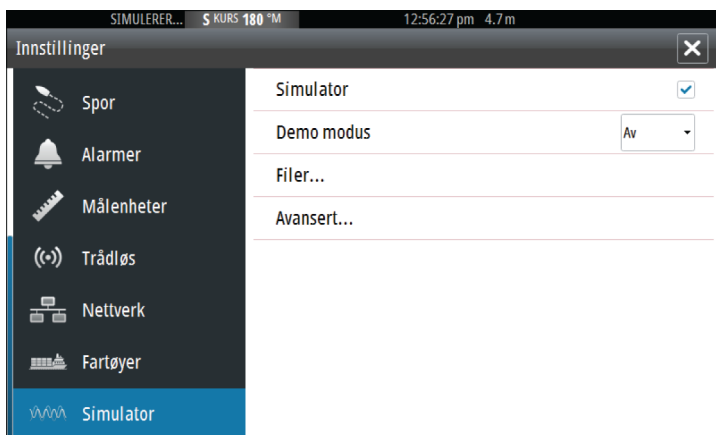 SIMULERER... S KURS 180 °M 12:56:27 pm 4.7 m
Innstillinger
Spor
Alarmer
Målenheter
Trådløs
Nettverk
Fartøyer
Simulator
Simulator
Demo modus Av
Filer...
Avansert...